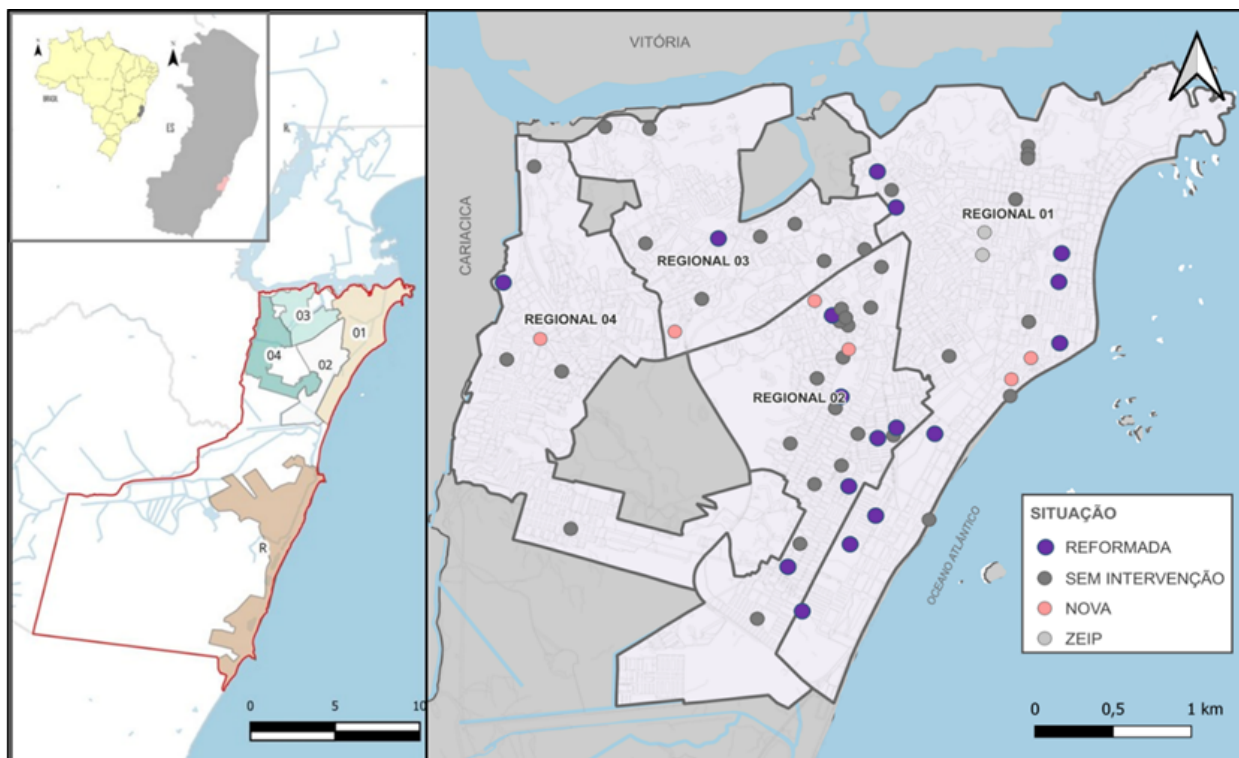 N
N
BRASIL
ES
R.
03
01
04
02
R
0
5
10
VITÓRIA
CARIACICA
REGIONAL 01
REGIONAL 03
REGIONAL 04
REGIONAL 02
OCEANO ATLÂNTICO
SITUAÇÃO
REFORMADA
SEM INTERVENÇÃO
NOVA
ZEIP
0
0,5
1 km